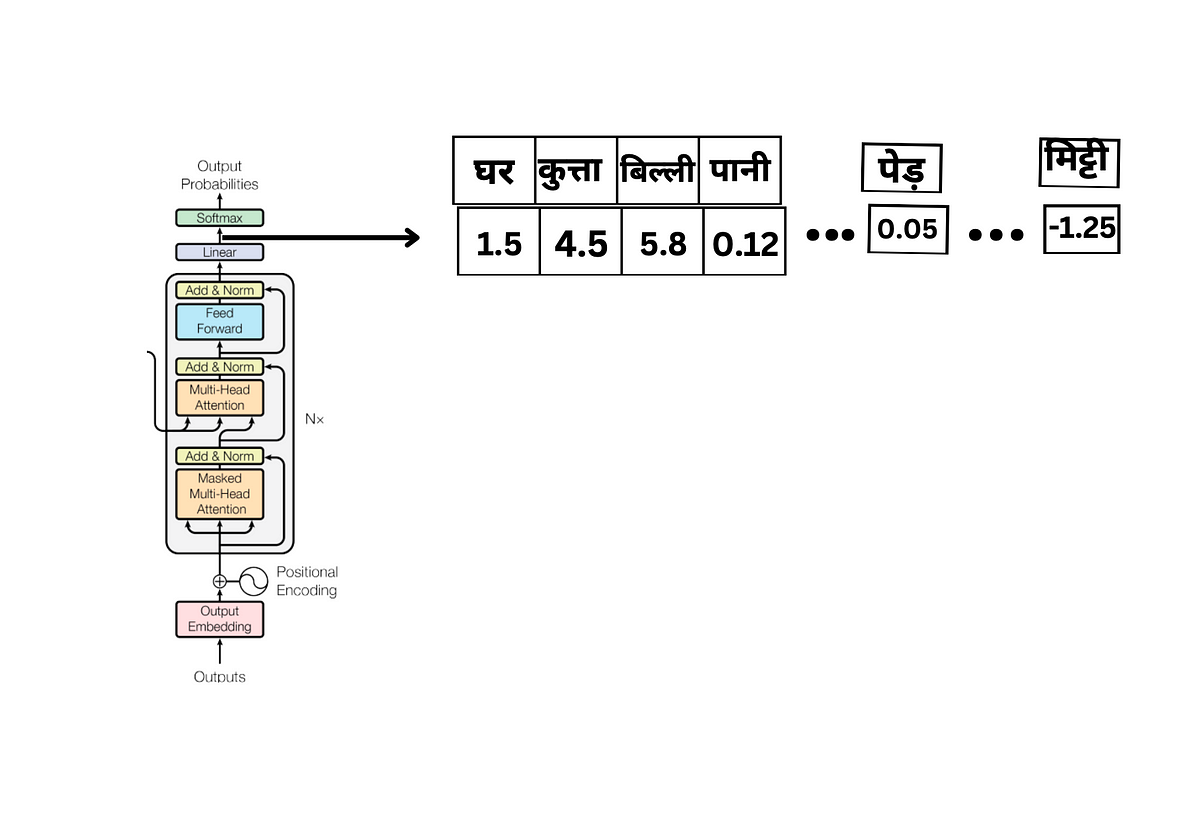 Output
Probabilities
Softmax
Linear
Add & Norm
Feed
Forward
Add & Norm
Multi-Head
Attention
Nx
Add & Norm
Masked
Multi-Head
Attention
Positional
Encoding
Output
Embedding
Outputs
घर कुत्ता बिल्ली पानी पेड़ मिट्टी
1.5 4.5 5.8 0.12 ••• 0.05 ••• -1.25